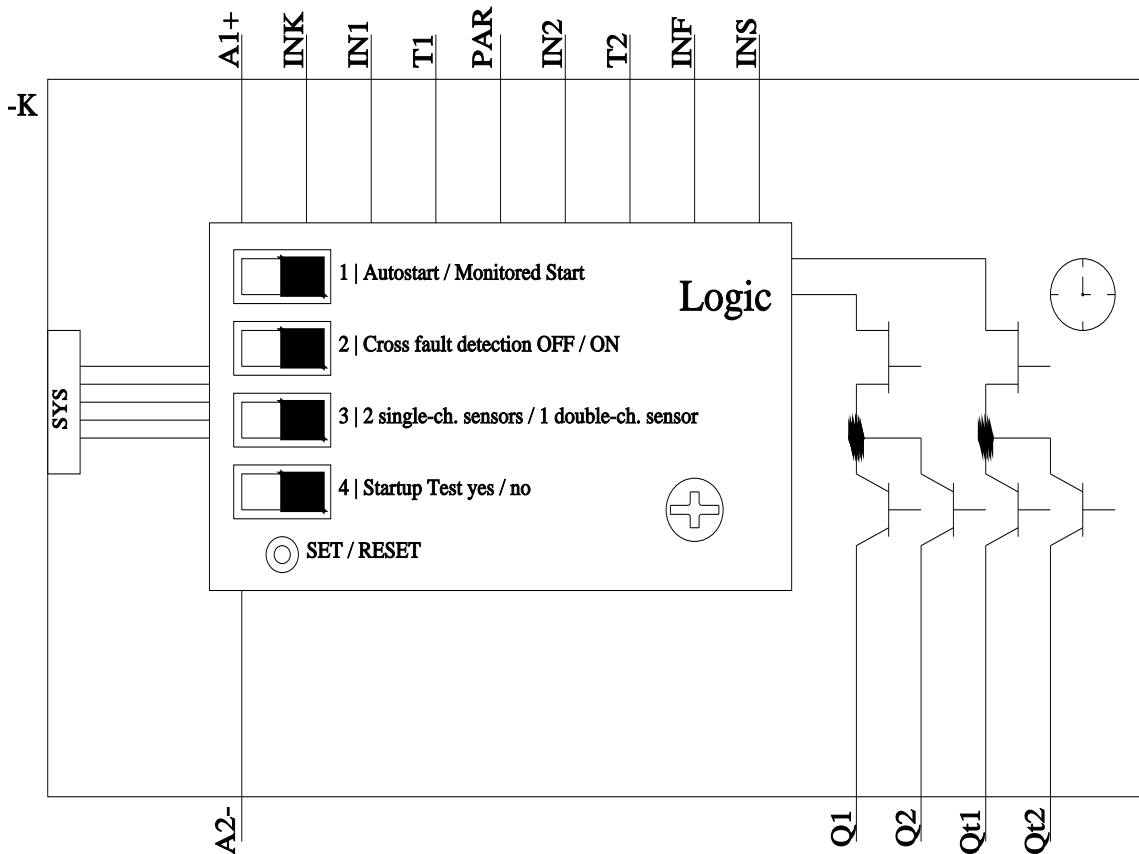 A1+
INK
IN1
T1
PAR
IN2
T2
INF
INS
-K
1 | Autostart / Monitored Start
Logic
2 | Cross fault detection OFF / ON
SYS
3 | 2 single-ch. sensors / 1 double-ch. sensor
4 | Startup Test yes / no
SET / RESET
A2-
Q1
Q2
Qt1
Qt2